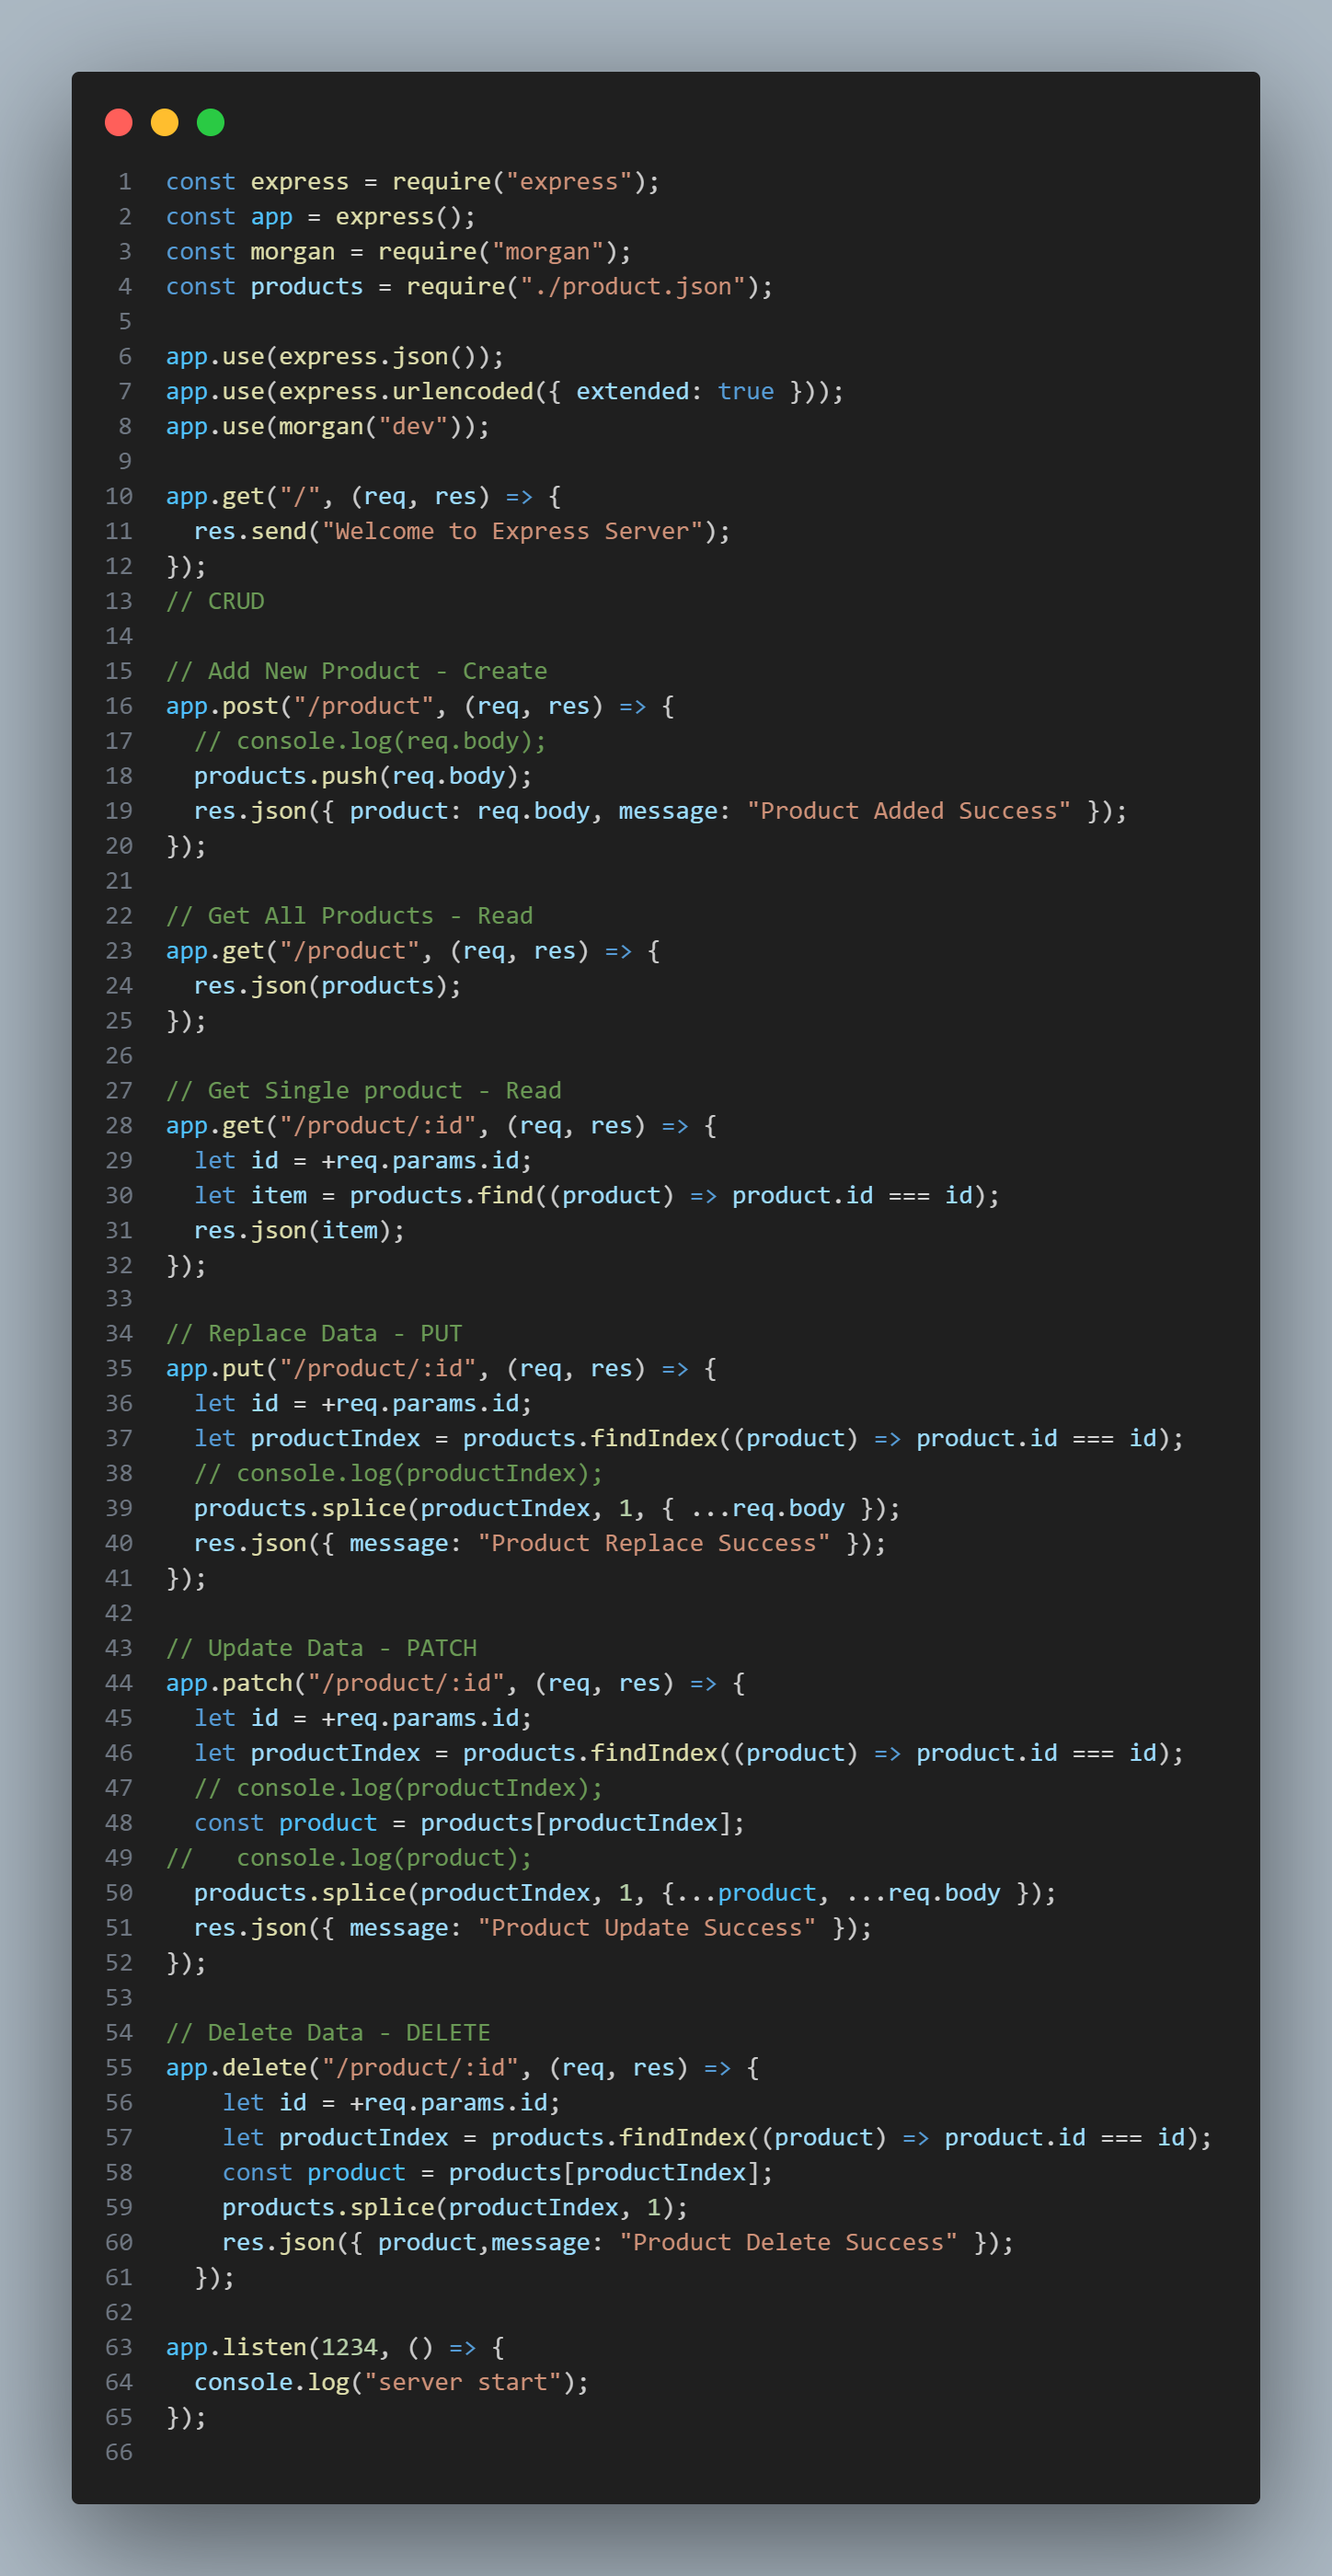 1 const express = require("express");
2 const app = express();
3 const morgan = require("morgan");
4 const products = require("./product.json");
5
6 app.use(express.json());
7 app.use(express.urlencoded({ extended: true }));
8 app.use(morgan("dev"));
9
10 app.get("/", (req, res) => {
11   res.send("Welcome to Express Server");
12 });
13 // CRUD
14
15 // Add New Product - Create
16 app.post("/product", (req, res) => {
17   // console.log(req.body);
18   products.push(req.body);
19   res.json({ product: req.body, message: "Product Added Success" });
20 });
21
22 // Get All Products - Read
23 app.get("/product", (req, res) => {
24   res.json(products);
25 });
26
27 // Get Single product - Read
28 app.get("/product/:id", (req, res) => {
29   let id = +req.params.id;
30   let item = products.find((product) => product.id === id);
31   res.json(item);
32 });
33
34 // Replace Data - PUT
35 app.put("/product/:id", (req, res) => {
36   let id = +req.params.id;
37   let productIndex = products.findIndex((product) => product.id === id);
38   // console.log(productIndex);
39   products.splice(productIndex, 1, { ...req.body });
40   res.json({ message: "Product Replace Success" });
41 });
42
43 // Update Data - PATCH
44 app.patch("/product/:id", (req, res) => {
45   let id = +req.params.id;
46   let productIndex = products.findIndex((product) => product.id === id);
47   // console.log(productIndex);
48   const product = products[productIndex];
49 //   console.log(product);
50   products.splice(productIndex, 1, {...product, ...req.body });
51   res.json({ message: "Product Update Success" });
52 });
53
54 // Delete Data - DELETE
55 app.delete("/product/:id", (req, res) => {
56     let id = +req.params.id;
57     let productIndex = products.findIndex((product) => product.id === id);
58     const product = products[productIndex];
59     products.splice(productIndex, 1);
60     res.json({ product,message: "Product Delete Success" });
61   });
62
63 app.listen(1234, () => {
64   console.log("server start");
65 });
66